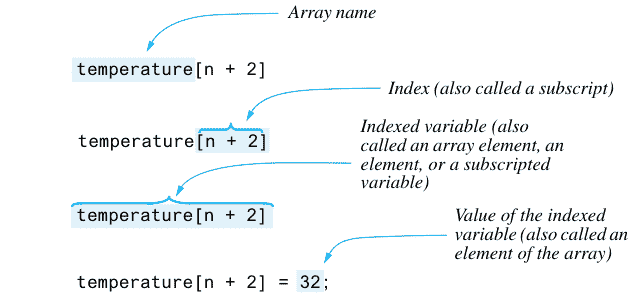 Array name
temperature[n + 2]
Index (also called a subscript)
temperature[n + 2]
Indexed variable (also
called an array element, an
element, or a subscripted
variable)
temperature[n + 2]
Value of the indexed
variable (also called an
element of the array)
temperature[n + 2] = 32;